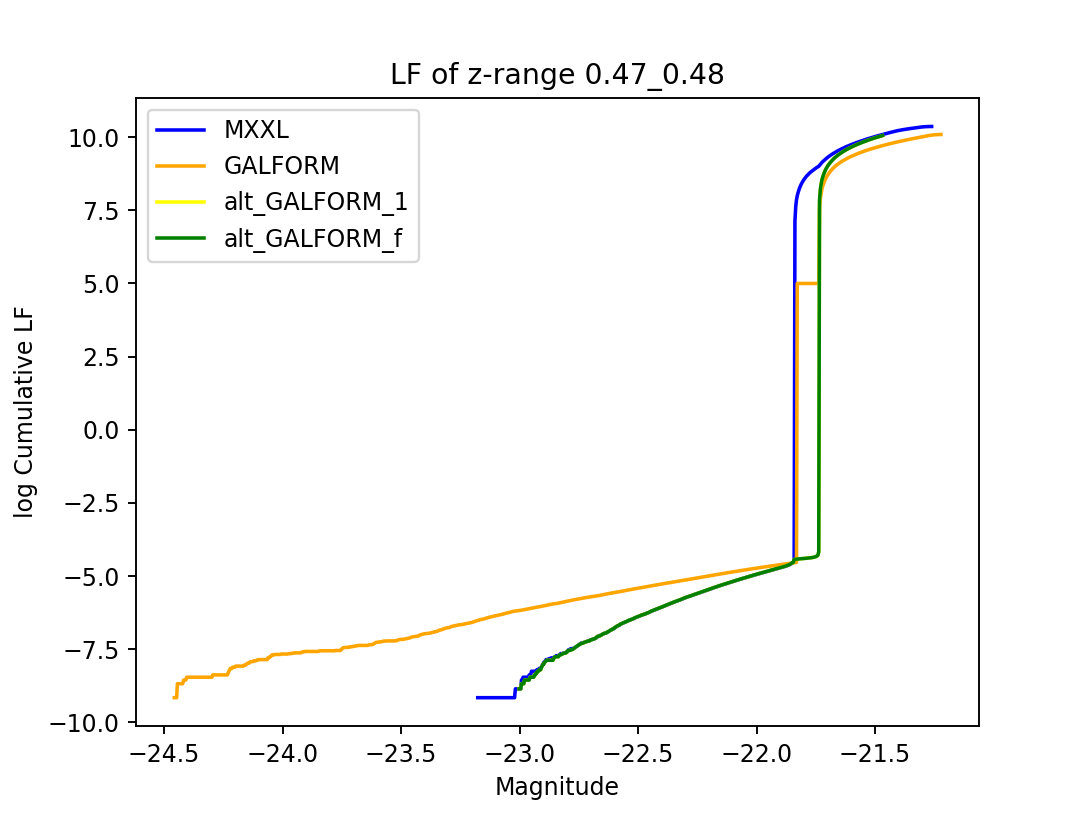 LF of z-range 0.47_0.48
MXXL
GALFORM
alt_GALFORM_1
alt_GALFORM_f
log Cumulative LF
10.0
7.5
5.0
2.5
0.0
−2.5
−5.0
−7.5
−10.0
−24.5 −24.0 −23.5 −23.0 −22.5 −22.0 −21.5
Magnitude